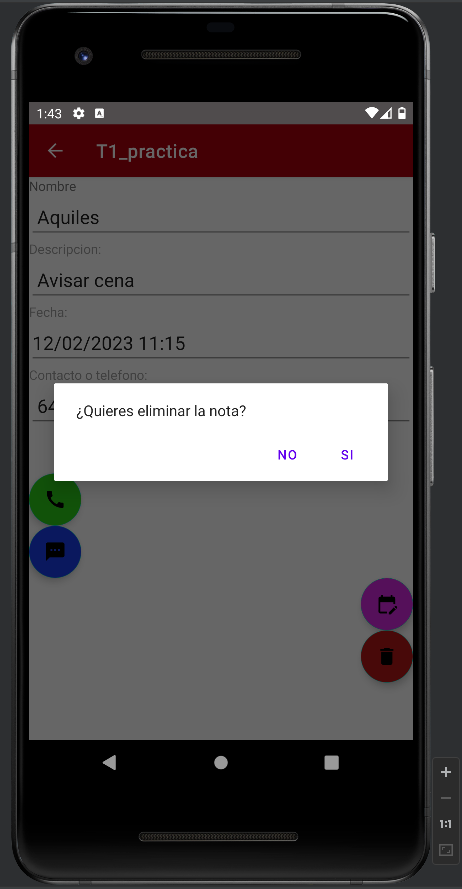 1:43
T1_practica
Nombre
Aquiles
Descripcion:
Avisar cena
Fecha:
12/02/2023 11:15
Contacto o telefono:
64
¿Quieres eliminar la nota?
NO SI
1:1